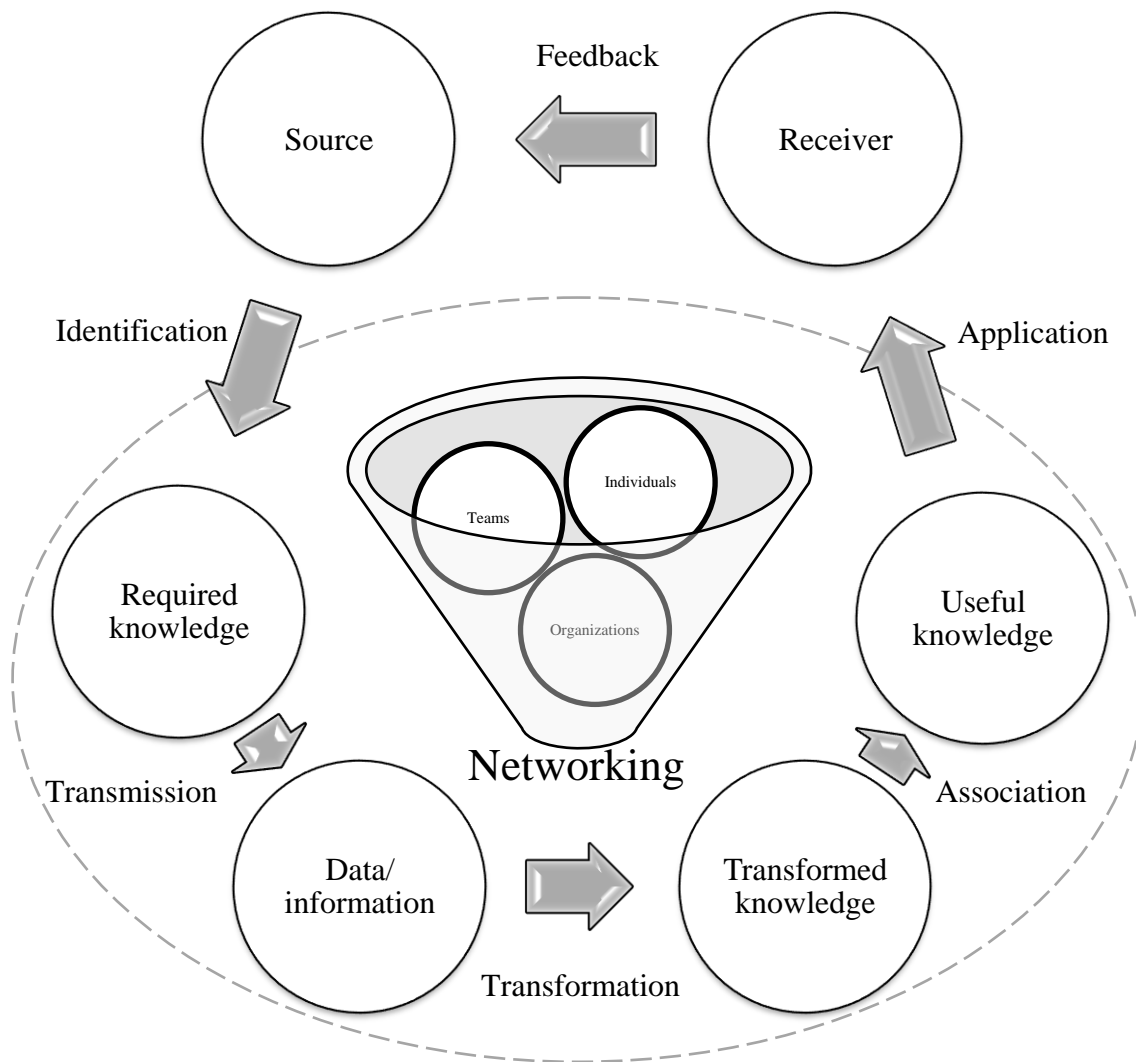 Feedback
Source
Receiver
Identification
Application
Individuals
Teams
Required
knowledge
Organizations
Useful
knowledge
Networking
Transmission
Association
Data/
information
Transformed
knowledge
Transformation